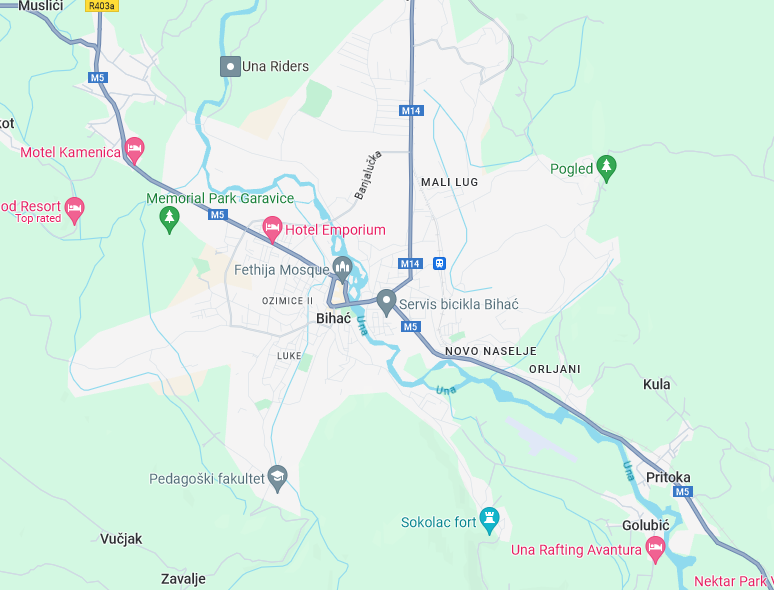 Muslići
R403a
Una Riders
M5
M14
kot
Motel Kamenica
Banjalučka
Pogled
MALI LUG
od Resort
Top rated
Memorial Park Garavice
M5
Hotel Emporium
Fethija Mosque
M14
OZIMICE II
Servis bicikla Bihać
Bihać
Una
M5
LUKE
NOVO NASELJE
ORLJANI
Kula
Una
Una
Pedagoški fakultet
Pritoka
M5
Sokolac fort
Golubić
Vučjak
Una Rafting Avantura
Zavalje
Nektar Park